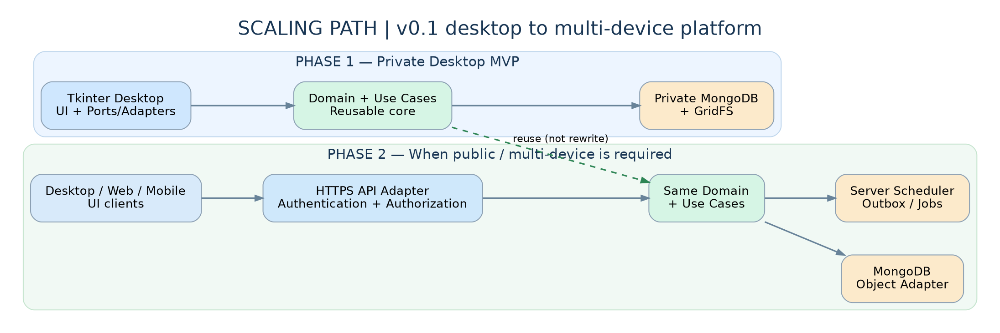 SCALING PATH | v0.1 desktop to multi-device platform
PHASE 1 — Private Desktop MVP
Tkinter Desktop
UI + Ports/Adapters
Domain + Use Cases
Reusable core
Private MongoDB
+ GridFS
reuse (not rewrite)
PHASE 2 — When public / multi-device is required
Desktop / Web / Mobile
UI clients
HTTPS API Adapter
Authentication + Authorization
Same Domain
+ Use Cases
Server Scheduler
Outbox / Jobs
MongoDB
Object Adapter